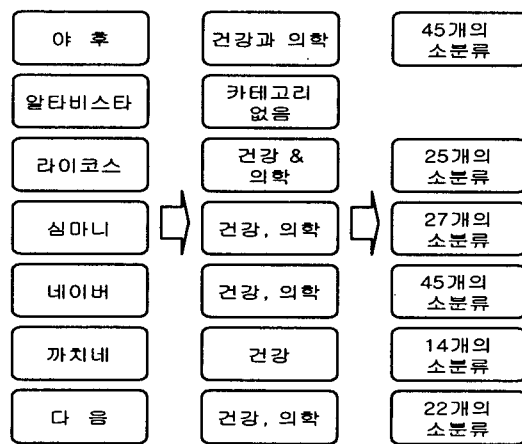 야 후
건강과 의학
45개의
소분류
알타비스타
카테고리
없음
라이코스
건강 &
의학
25개의
소분류
심마니
건강, 의학
27개의
소분류
네이버
건강, 의학
45개의
소분류
까치네
건강
14개의
소분류
다 음
건강, 의학
22개의
소분류